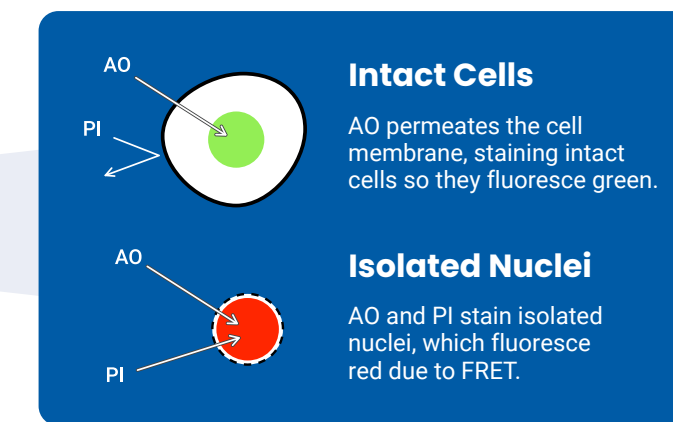 AO
PI
Intact Cells
AO permeates the cell
membrane, staining intact
cells so they fluoresce green.
AO
PI
Isolated Nuclei
AO and PI stain isolated
nuclei, which fluoresce
red due to FRET.